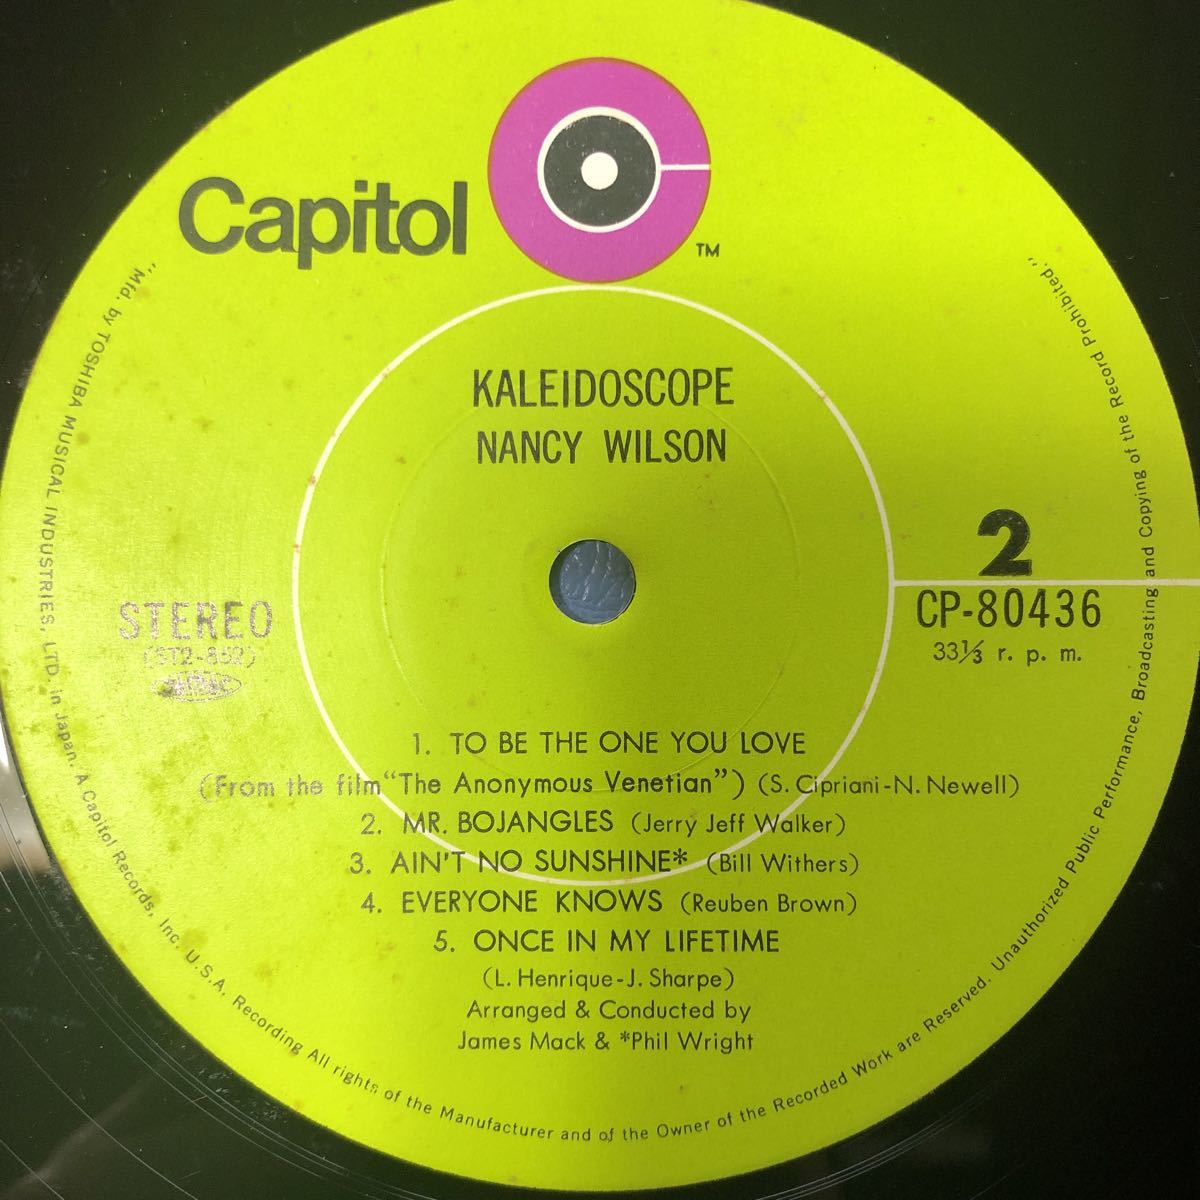 Capitol
TM
KALEIDOSCOPE
NANCY WILSON
2
CP-80436
33⅓ r. p. m.
STEREO
(ST2-852)
1. TO BE THE ONE YOU LOVE
(From the film "The Anonymous Venetian") (S. Cipriani-N. Newell)
2. MR. BOJANGLES (Jerry Jeff Walker)
3. AIN'T NO SUNSHINE* (Bill Withers)
4. EVERYONE KNOWS (Reuben Brown)
5. ONCE IN MY LIFETIME
(L. Henrique-J. Sharpe)
Arranged & Conducted by
James Mack & *Phil Wright
"Mfd. by TOSHIBA MUSICAL INDUSTRIES, LTD. in Japan. A Capitol Records, Inc. U.S.A. Recording All rights of the Manufacturer and of the Owner of the Recorded Work are Reserved. Unauthorized Public Performance, Broadcasting and Copying of the Record Prohibited."